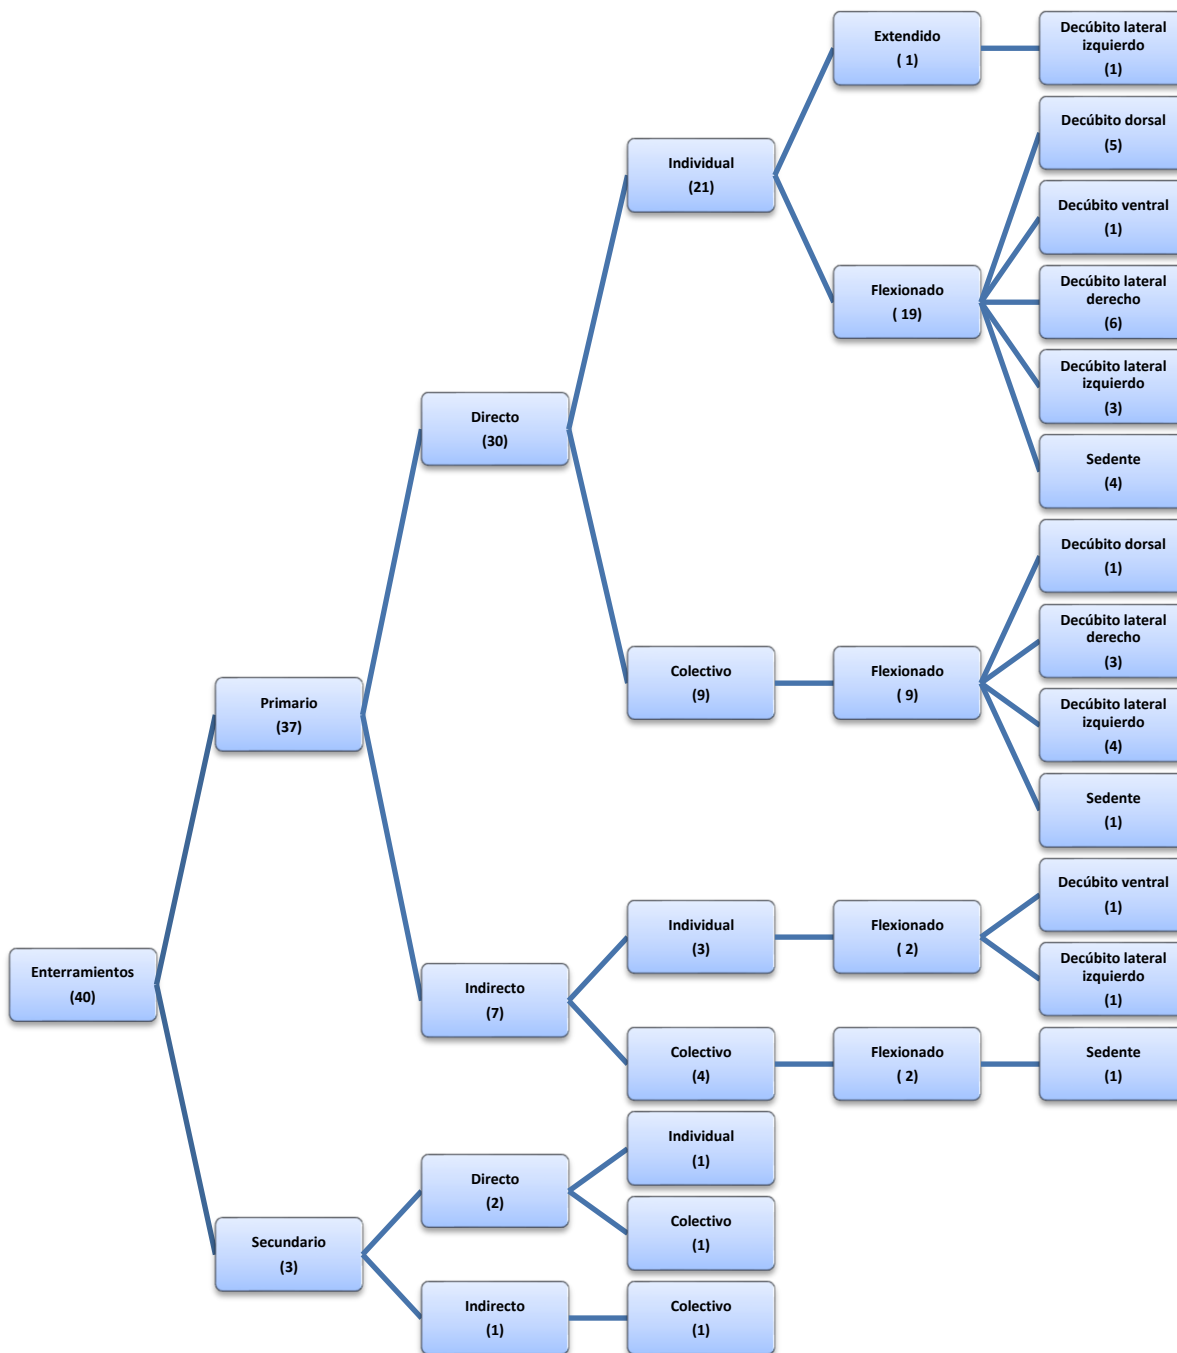 Enterramientos
(40)
Primario
(37)
Directo
(30)
Individual
(21)
Extendido
( 1)
Decúbito lateral
izquierdo
(1)
Flexionado
( 19)
Decúbito dorsal
(5)
Decúbito ventral
(1)
Decúbito lateral
derecho
(6)
Decúbito lateral
izquierdo
(3)
Sedente
(4)
Colectivo
(9)
Flexionado
( 9)
Decúbito dorsal
(1)
Decúbito lateral
derecho
(3)
Decúbito lateral
izquierdo
(4)
Sedente
(1)
Indirecto
(7)
Individual
(3)
Flexionado
( 2)
Decúbito ventral
(1)
Decúbito lateral
izquierdo
(1)
Colectivo
(4)
Flexionado
( 2)
Sedente
(1)
Secundario
(3)
Directo
(2)
Individual
(1)
Colectivo
(1)
Indirecto
(1)
Colectivo
(1)